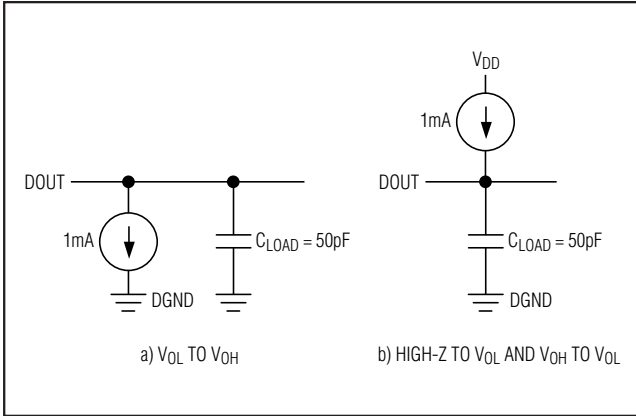 DOUT
1mA
C_LOAD = 50pF
DGND
a) V_OL TO V_OH
V_DD
1mA
DOUT
C_LOAD = 50pF
DGND
b) HIGH-Z TO V_OL AND V_OH TO V_OL